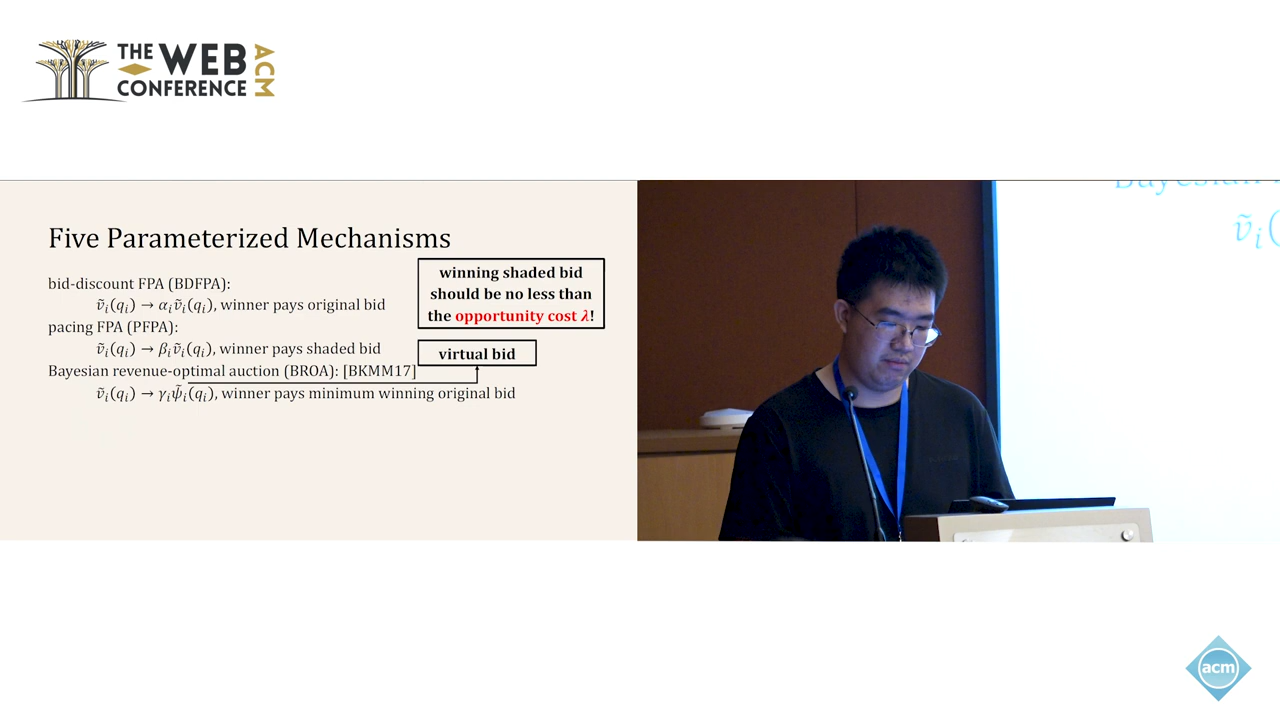 THE WEB
CONFERENCE
ACM
Five Parameterized Mechanisms
bid-discount FPA (BDFPA):
ṽᵢ(qᵢ) → αᵢṽᵢ(qᵢ), winner pays original bid
pacing FPA (PFPA):
ṽᵢ(qᵢ) → βᵢṽᵢ(qᵢ), winner pays shaded bid
Bayesian revenue-optimal auction (BROA): [BKMM17]
ṽᵢ(qᵢ) → γᵢψ̃ᵢ(qᵢ), winner pays minimum winning original bid
winning shaded bid
should be no less than
the opportunity cost λ!
virtual bid
Bayesian
ṽᵢ(
acm